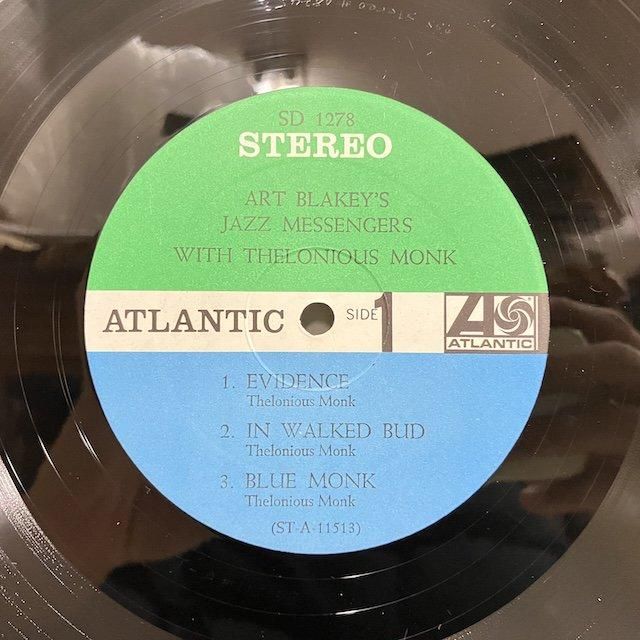 SD 1278
STEREO
ART BLAKEY'S
JAZZ MESSENGERS
WITH THELONIOUS MONK
ATLANTIC
SIDE 1
ATLANTIC
1. EVIDENCE
Thelonious Monk
2. IN WALKED BUD
Thelonious Monk
3. BLUE MONK
Thelonious Monk
(ST-A-11513)